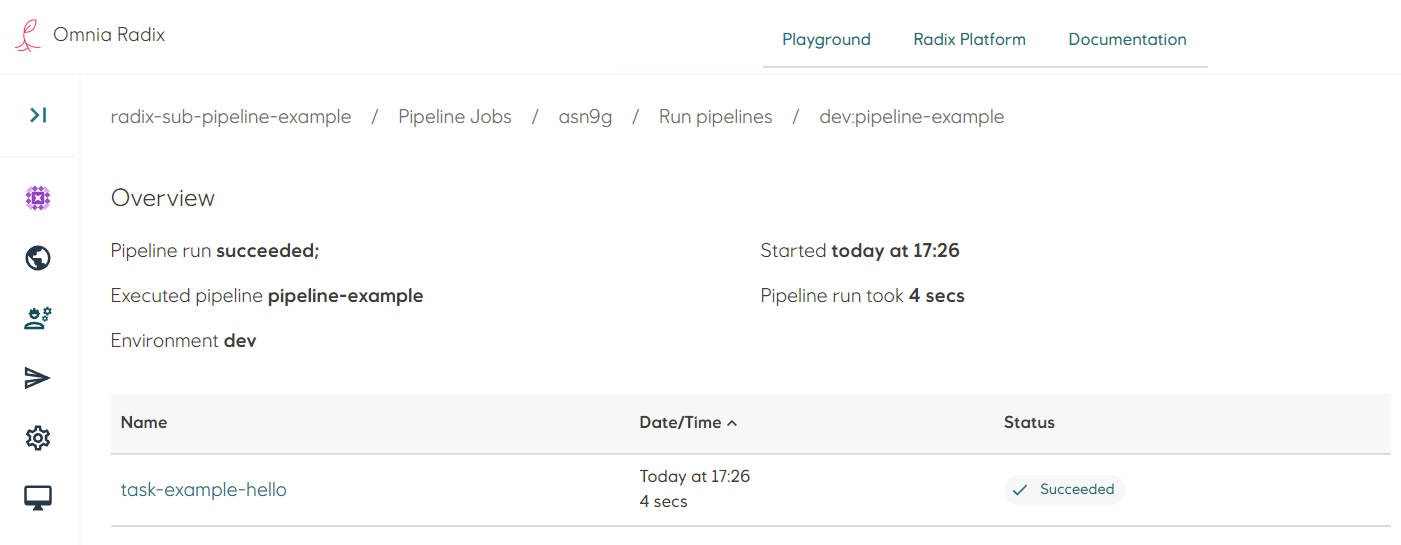 Omnia Radix
Playground Radix Platform Documentation
radix-sub-pipeline-example / Pipeline Jobs / asn9g / Run pipelines / dev:pipeline-example
Overview
Pipeline run succeeded; Started today at 17:26
Executed pipeline pipeline-example Pipeline run took 4 secs
Environment dev
Name Date/Time Status
task-example-hello Today at 17:26 Succeeded
4 secs